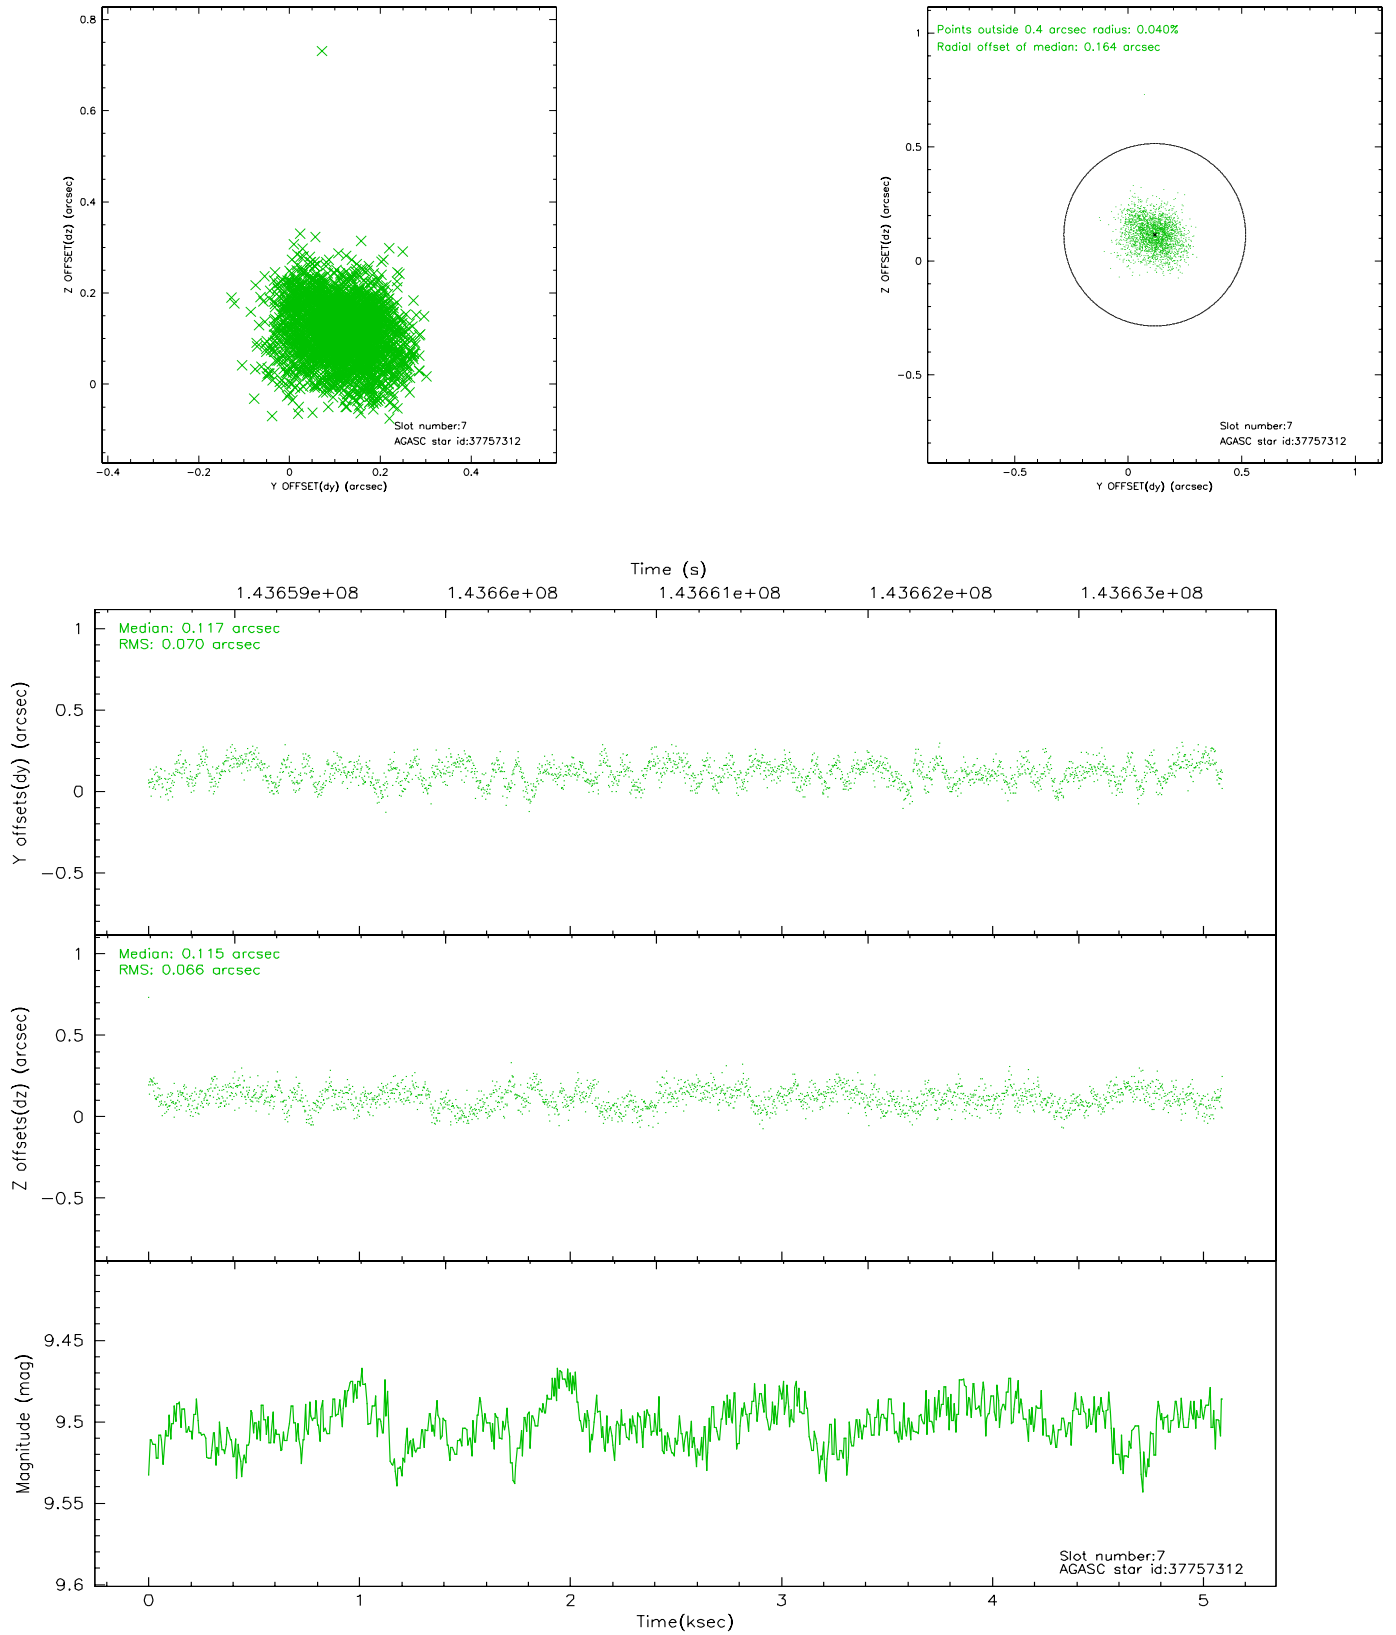 0.8
0.6
0.4
0.2
0
Z OFFSET(dz) (arcsec)
Slot number:7
AGASC star id:37757312
−0.4 −0.2 0 0.2 0.4
Y OFFSET(dy) (arcsec)
Points outside 0.4 arcsec radius: 0.040%
Radial offset of median: 0.164 arcsec
1
0.5
0
−0.5
Z OFFSET(dz) (arcsec)
Slot number:7
AGASC star id:37757312
−0.5 0 0.5 1
Y OFFSET(dy) (arcsec)
Time (s)
1.43659e+08 1.4366e+08 1.43661e+08 1.43662e+08 1.43663e+08
Median: 0.117 arcsec
RMS: 0.070 arcsec
1
0.5
0
−0.5
Y offsets(dy) (arcsec)
Median: 0.115 arcsec
RMS: 0.066 arcsec
1
0.5
0
−0.5
Z offsets(dz) (arcsec)
9.45
9.5
9.55
9.6
Magnitude (mag)
Slot number:7
AGASC star id:37757312
0 1 2 3 4 5
Time(ksec)